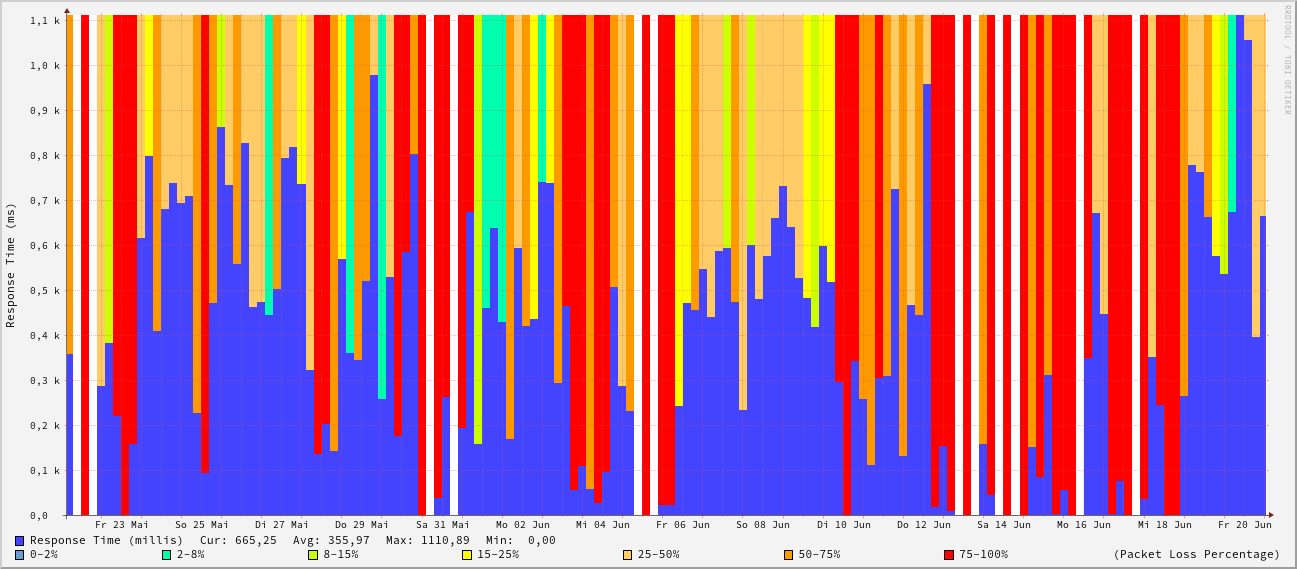 RRDTOOL / TOBI OETIKER
Response Time (ms)
1,1 k
1,0 k
0,9 k
0,8 k
0,7 k
0,6 k
0,5 k
0,4 k
0,3 k
0,2 k
0,1 k
0,0
Fr 23 Mai So 25 Mai Di 27 Mai Do 29 Mai Sa 31 Mai Mo 02 Jun Mi 04 Jun Fr 06 Jun So 08 Jun Di 10 Jun Do 12 Jun Sa 14 Jun Mo 16 Jun Mi 18 Jun Fr 20 Jun
Response Time (millis) Cur: 665,25 Avg: 355,97 Max: 1110,89 Min: 0,00
0-2% 2-8% 8-15% 15-25% 25-50% 50-75% 75-100% (Packet Loss Percentage)